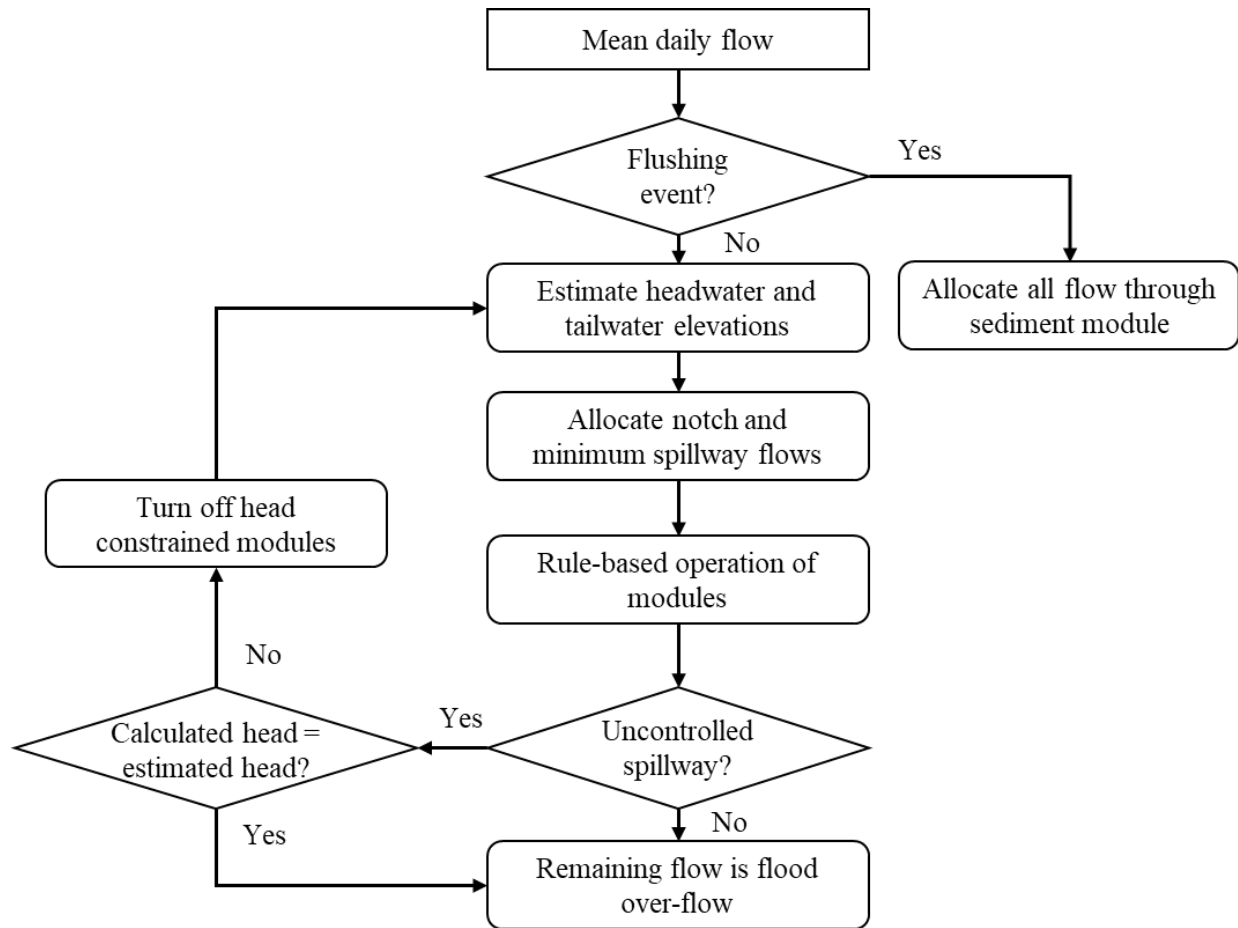 Mean daily flow
Flushing
event?
Yes
No
Estimate headwater and
tailwater elevations
Allocate all flow through
sediment module
Allocate notch and
minimum spillway flows
Turn off head
constrained modules
Rule-based operation of
modules
No
Calculated head =
estimated head?
Yes
Uncontrolled
spillway?
Yes
No
Remaining flow is flood
over-flow